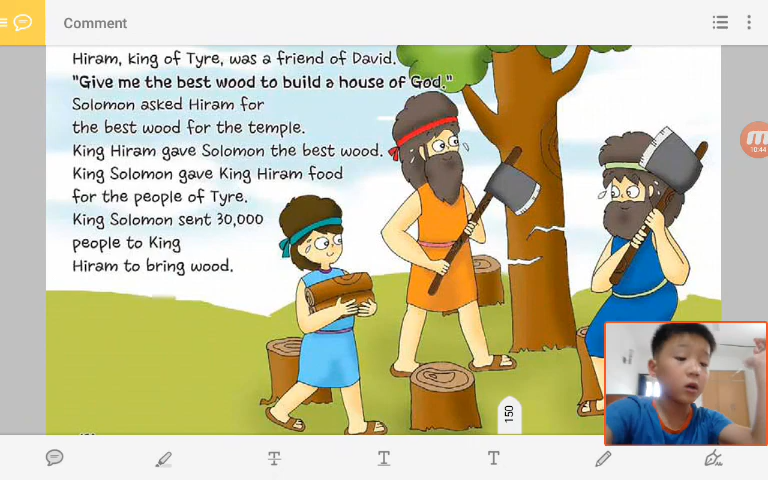 Comment
Hiram, king of Tyre, was a friend of David.
"Give me the best wood to build a house of God."
Solomon asked Hiram for
the best wood for the temple.
King Hiram gave Solomon the best wood.
King Solomon gave King Hiram food
for the people of Tyre.
King Solomon sent 30,000
people to King
Hiram to bring wood.
10:44
150
T
T
T